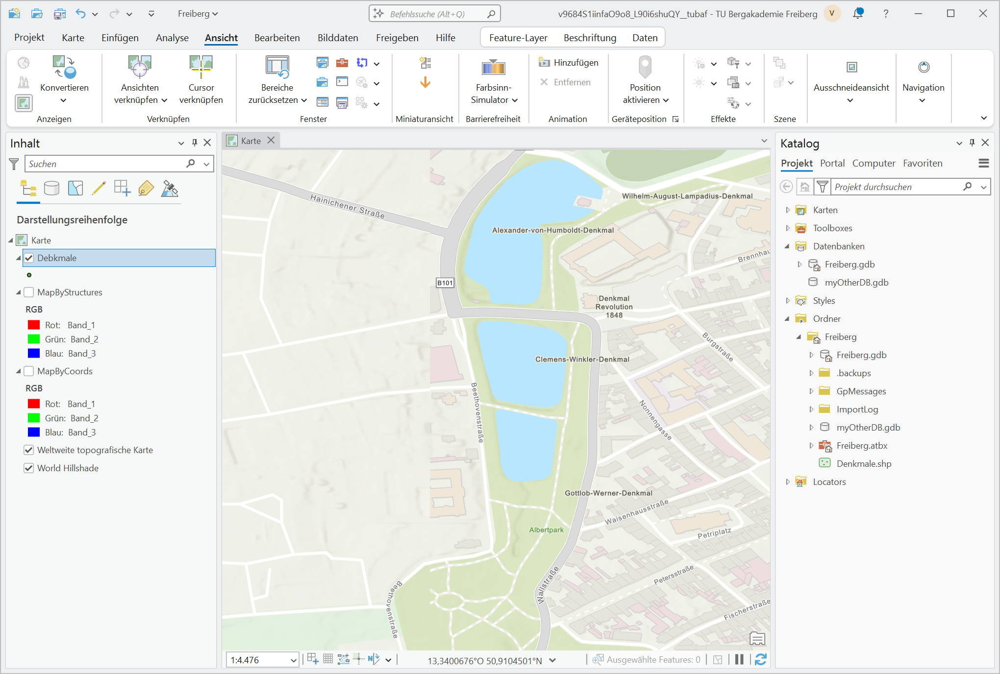 Freiberg
Befehlssuche (Alt+Q)
v9684S1iinfaO9o8_L90i6shuQY__tubaf - TU Bergakademie Freiberg
V
?
Projekt
Karte
Einfügen
Analyse
Ansicht
Bearbeiten
Bilddaten
Freigeben
Hilfe
Feature-Layer
Beschriftung
Daten
Konvertieren
Anzeigen
Ansichten
verknüpfen
Cursor
verknüpfen
Verknüpfen
Bereiche
zurücksetzen
Fenster
Miniaturansicht
Farbsinn-
Simulator
Barrierefreiheit
Hinzufügen
Entfernen
Animation
Position
aktivieren
Geräteposition
Effekte
Szene
Ausschneideansicht
Navigation
Inhalt
Suchen
Darstellungsreihenfolge
Karte
Debkmale
MapByStructures
RGB
Rot: Band_1
Grün: Band_2
Blau: Band_3
MapByCoords
RGB
Rot: Band_1
Grün: Band_2
Blau: Band_3
Weltweite topografische Karte
World Hillshade
Karte
Hainichener Straße
Wilhelm-August-Lampadius-Denkmal
Alexander-von-Humboldt-Denkmal
Brennhau
B101
Denkmal
Revolution
1848
Burgstraße
Clemens-Winkler-Denkmal
Beethovenstraße
Nonnengasse
Gottlob-Werner-Denkmal
Waisenhausstraße
Albertpark
Petriplatz
Petersstraße
Wallstraße
Beethovenstraße
Fischerstraße
1:4.476
N
13,3400676°O 50,9104501°N
Ausgewählte Features: 0
Katalog
Projekt
Portal
Computer
Favoriten
Projekt durchsuchen
Karten
Toolboxes
Datenbanken
Freiberg.gdb
myOtherDB.gdb
Styles
Ordner
Freiberg
Freiberg.gdb
.backups
GpMessages
ImportLog
myOtherDB.gdb
Freiberg.atbx
Denkmale.shp
Locators